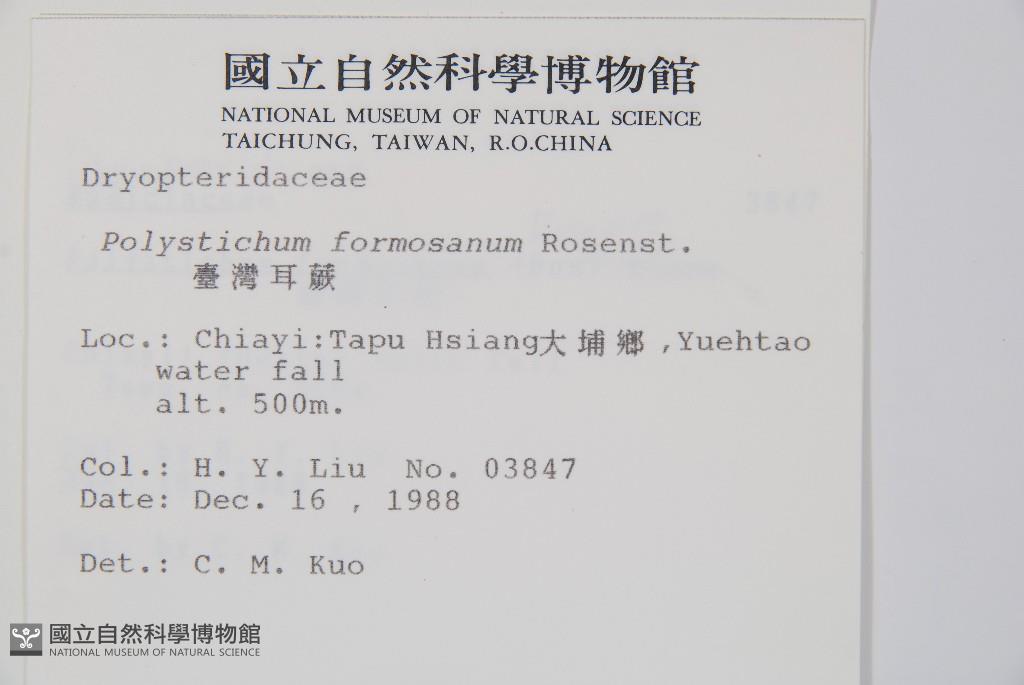 國立自然科學博物館
NATIONAL MUSEUM OF NATURAL SCIENCE
TAICHUNG, TAIWAN, R.O.CHINA
Dryopteridaceae
Polystichum formosanum Rosenst.
臺灣耳蕨
Loc.: Chiayi:Tapu Hsiang大埔鄉,Yuehtao
water fall
alt. 500m.
Col.: H. Y. Liu No. 03847
Date: Dec. 16 , 1988
Det.: C. M. Kuo
國立自然科學博物館
NATIONAL MUSEUM OF NATURAL SCIENCE